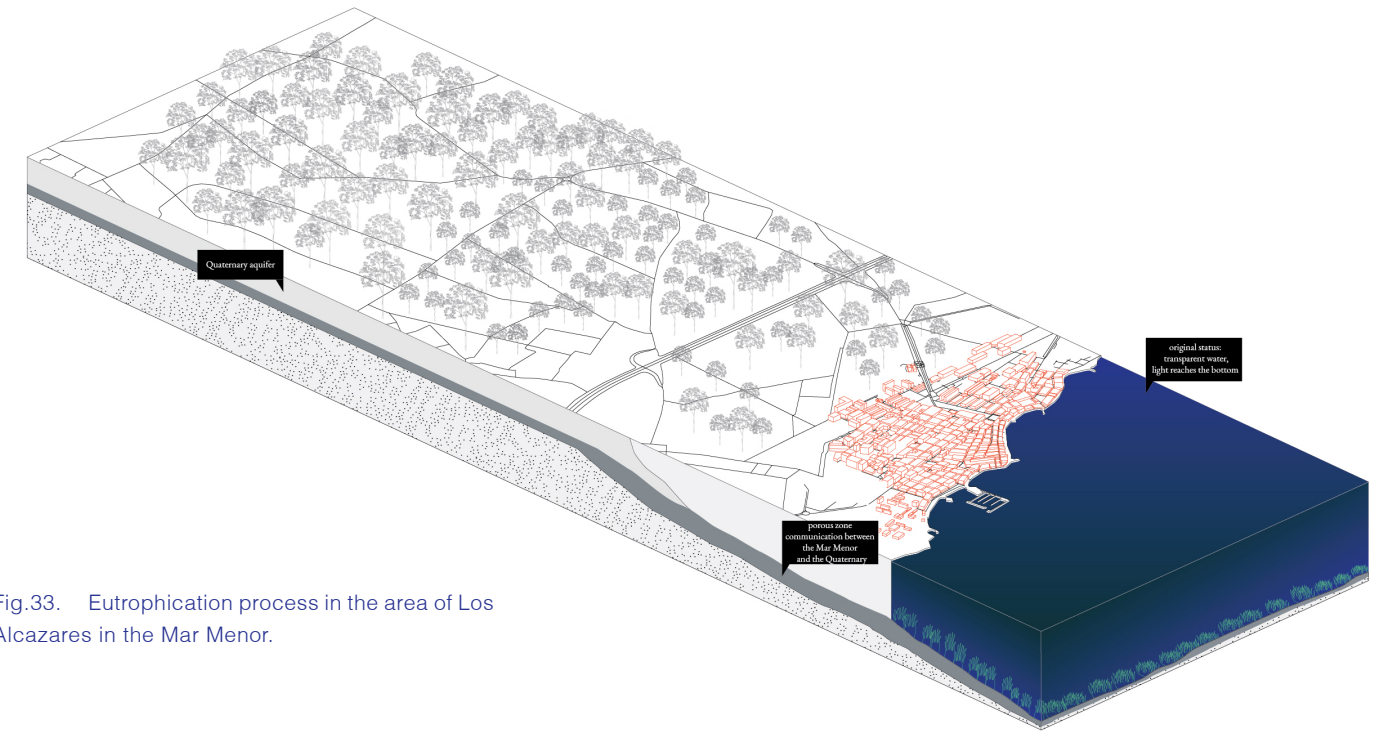 Quaternary aquifer
original status:
transparent water,
light reaches the bottom
porous zone
communication between
the Mar Menor
and the Quaternary
Fig.33. Eutrophication process in the area of Los
Alcazares in the Mar Menor.